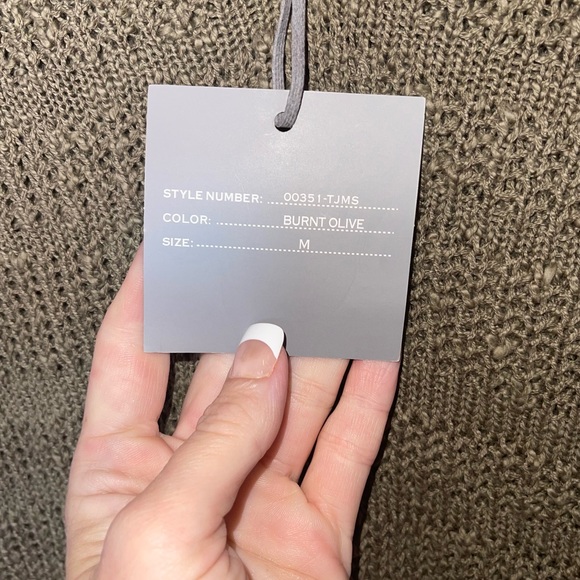 STYLE NUMBER: 00351-TJMS
COLOR: BURNT OLIVE
SIZE: M